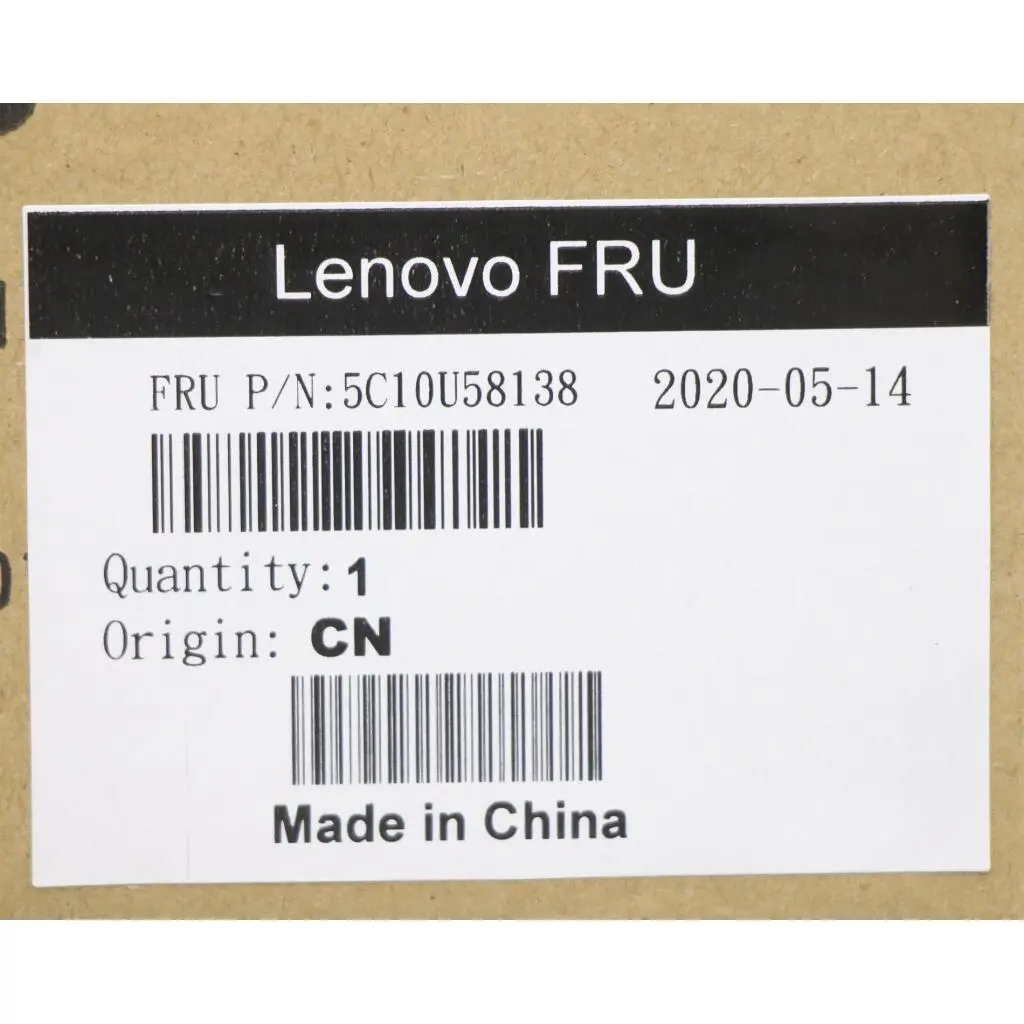 Lenovo FRU
FRU P/N:5C10U58138 2020-05-14
Quantity: 1
Origin: CN
Made in China